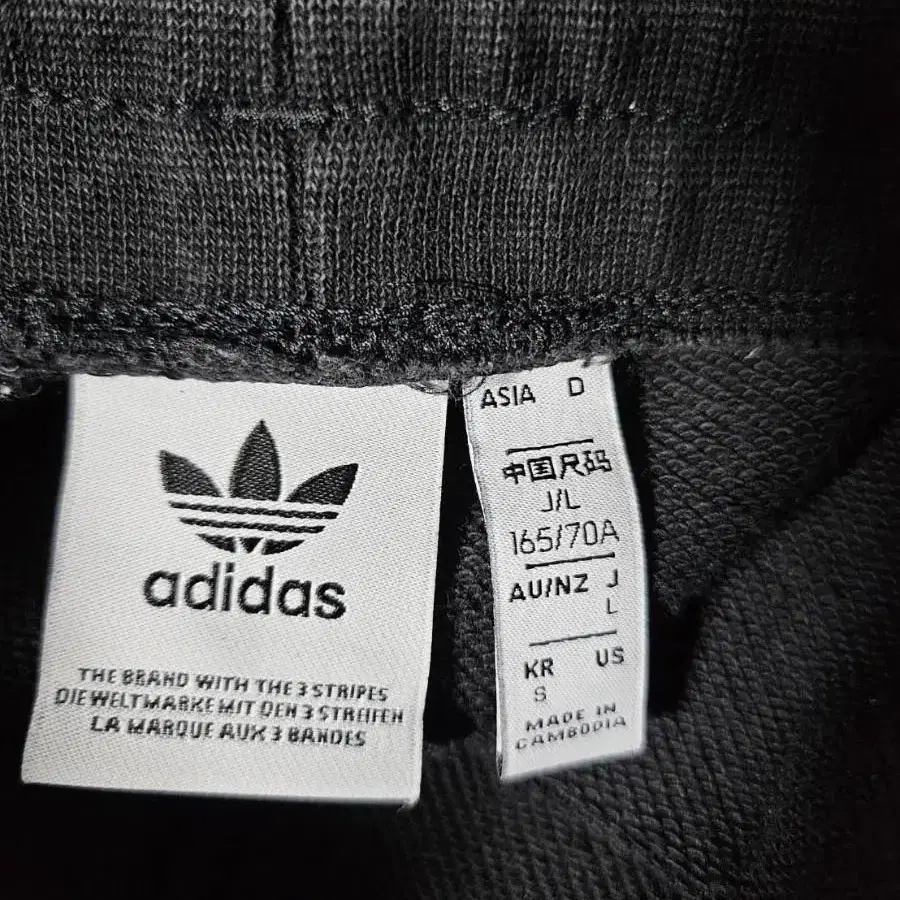 adidas
THE BRAND WITH THE 3 STRIPES
DIE WELTMARKE MIT DEN 3 STREIFEN
LA MARQUE AUX 3 BANDES
ASIA D
中国尺码
J/L
165/70A
AU/NZ J
L
KR US
S
MADE IN
CAMBODIA